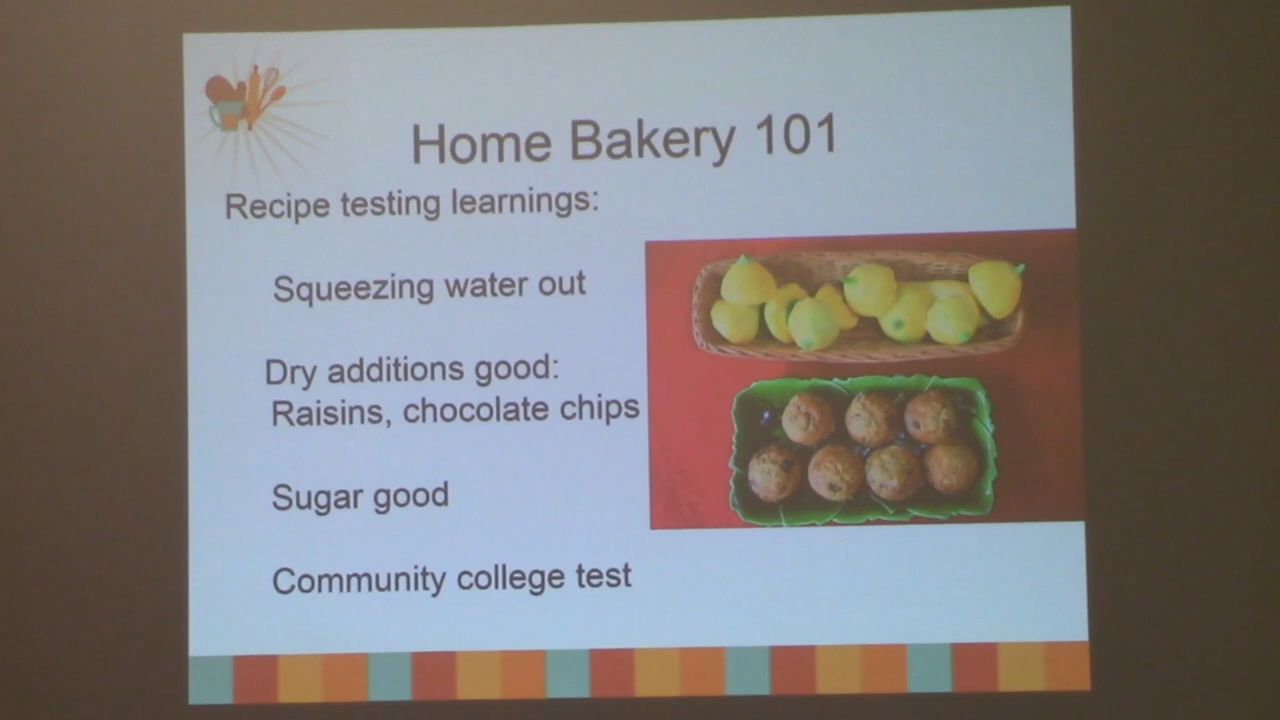 Home Bakery 101
Recipe testing learnings:
Squeezing water out
Dry additions good:
Raisins, chocolate chips
Sugar good
Community college test